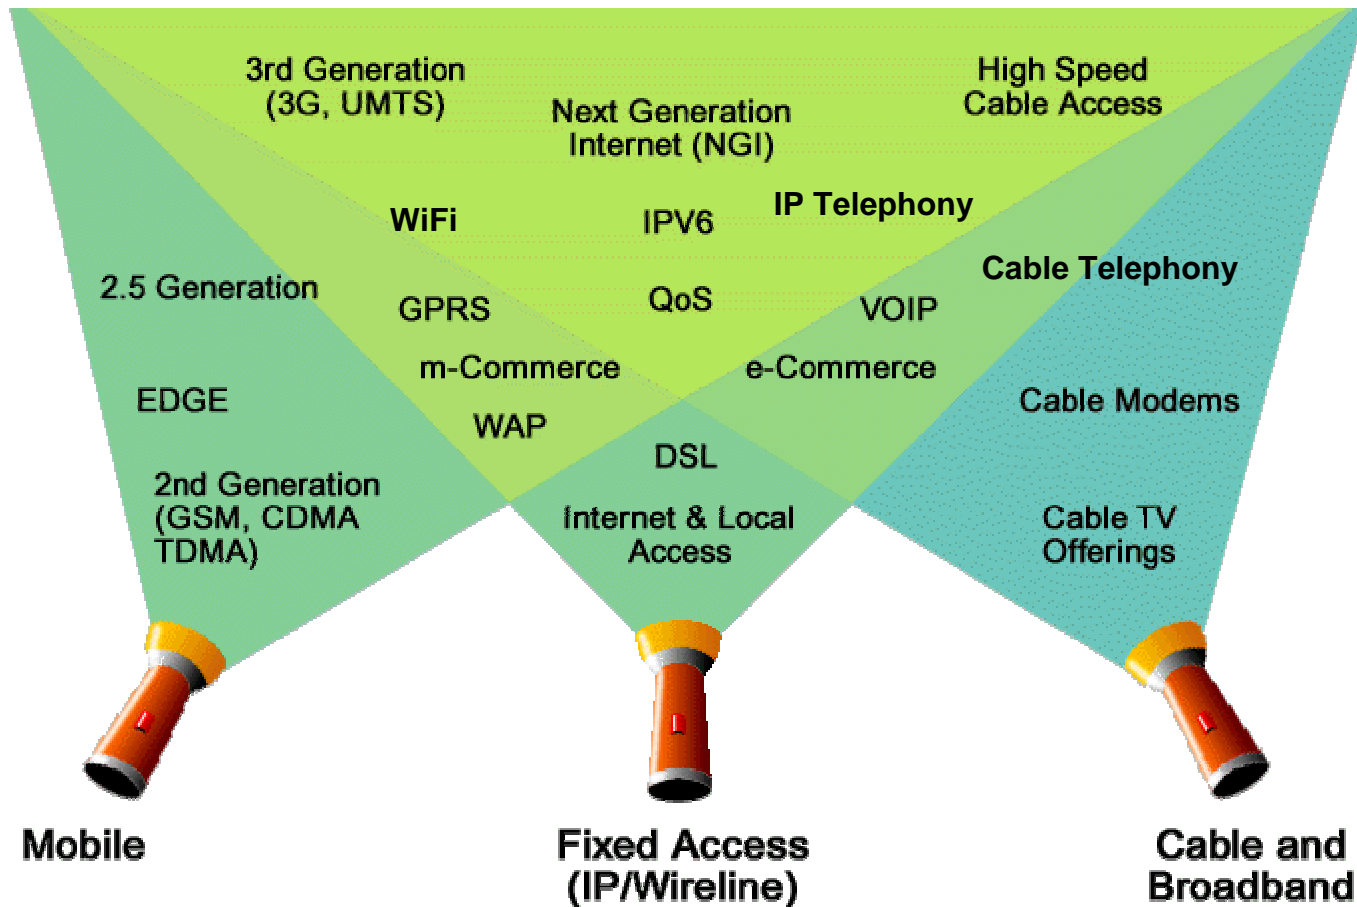 3rd Generation
(3G, UMTS)
Next Generation
Internet (NGI)
High Speed
Cable Access
WiFi
IPV6
IP Telephony
2.5 Generation
GPRS
QoS
VOIP
Cable Telephony
m-Commerce
e-Commerce
EDGE
WAP
Cable Modems
DSL
2nd Generation
(GSM, CDMA
TDMA)
Internet & Local
Access
Cable TV
Offerings
Mobile
Fixed Access
(IP/Wireline)
Cable and
Broadband